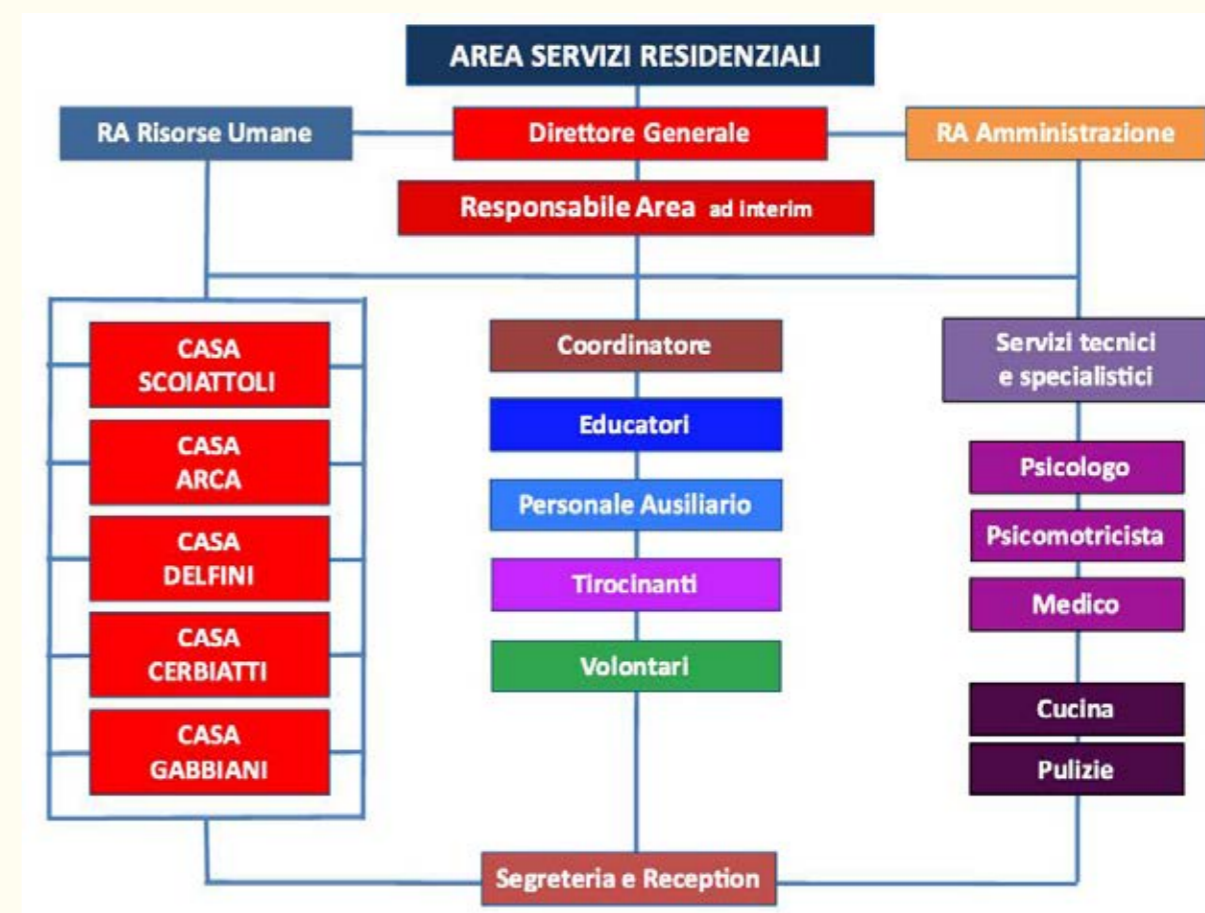 AREA SERVIZI RESIDENZIALI
RA Risorse Umane
Direttore Generale
RA Amministrazione
Responsabile Area ad interim
CASA
SCOIATTOLI
CASA
ARCA
CASA
DELFINI
CASA
CERBIATTI
CASA
GABBIANI
Coordinatore
Educatori
Personale Ausiliario
Tirocinanti
Volontari
Servizi tecnici
e specialistici
Psicologo
Psicomotricista
Medico
Cucina
Pulizie
Segreteria e Reception